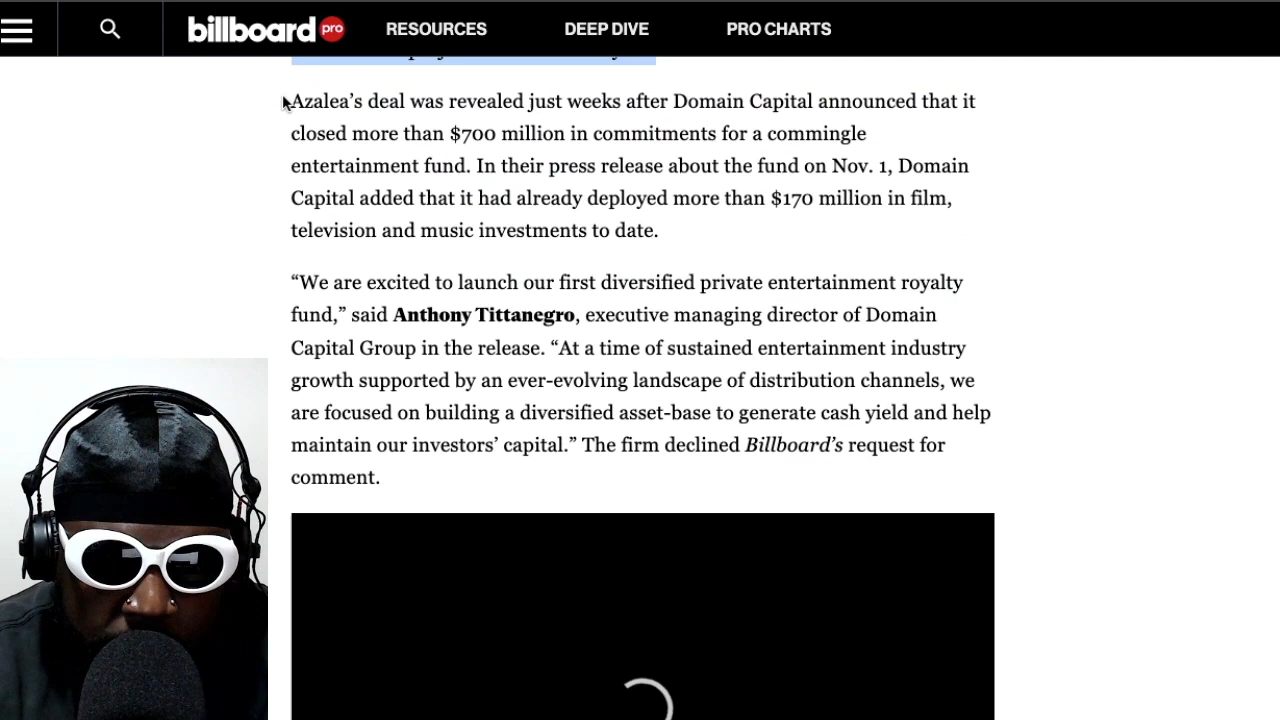 billboard pro RESOURCES DEEP DIVE PRO CHARTS
Azalea’s deal was revealed just weeks after Domain Capital announced that it
closed more than $700 million in commitments for a commingle
entertainment fund. In their press release about the fund on Nov. 1, Domain
Capital added that it had already deployed more than $170 million in film,
television and music investments to date.
“We are excited to launch our first diversified private entertainment royalty
fund,” said Anthony Tittanegro, executive managing director of Domain
Capital Group in the release. “At a time of sustained entertainment industry
growth supported by an ever-evolving landscape of distribution channels, we
are focused on building a diversified asset-base to generate cash yield and help
maintain our investors’ capital.” The firm declined Billboard’s request for
comment.